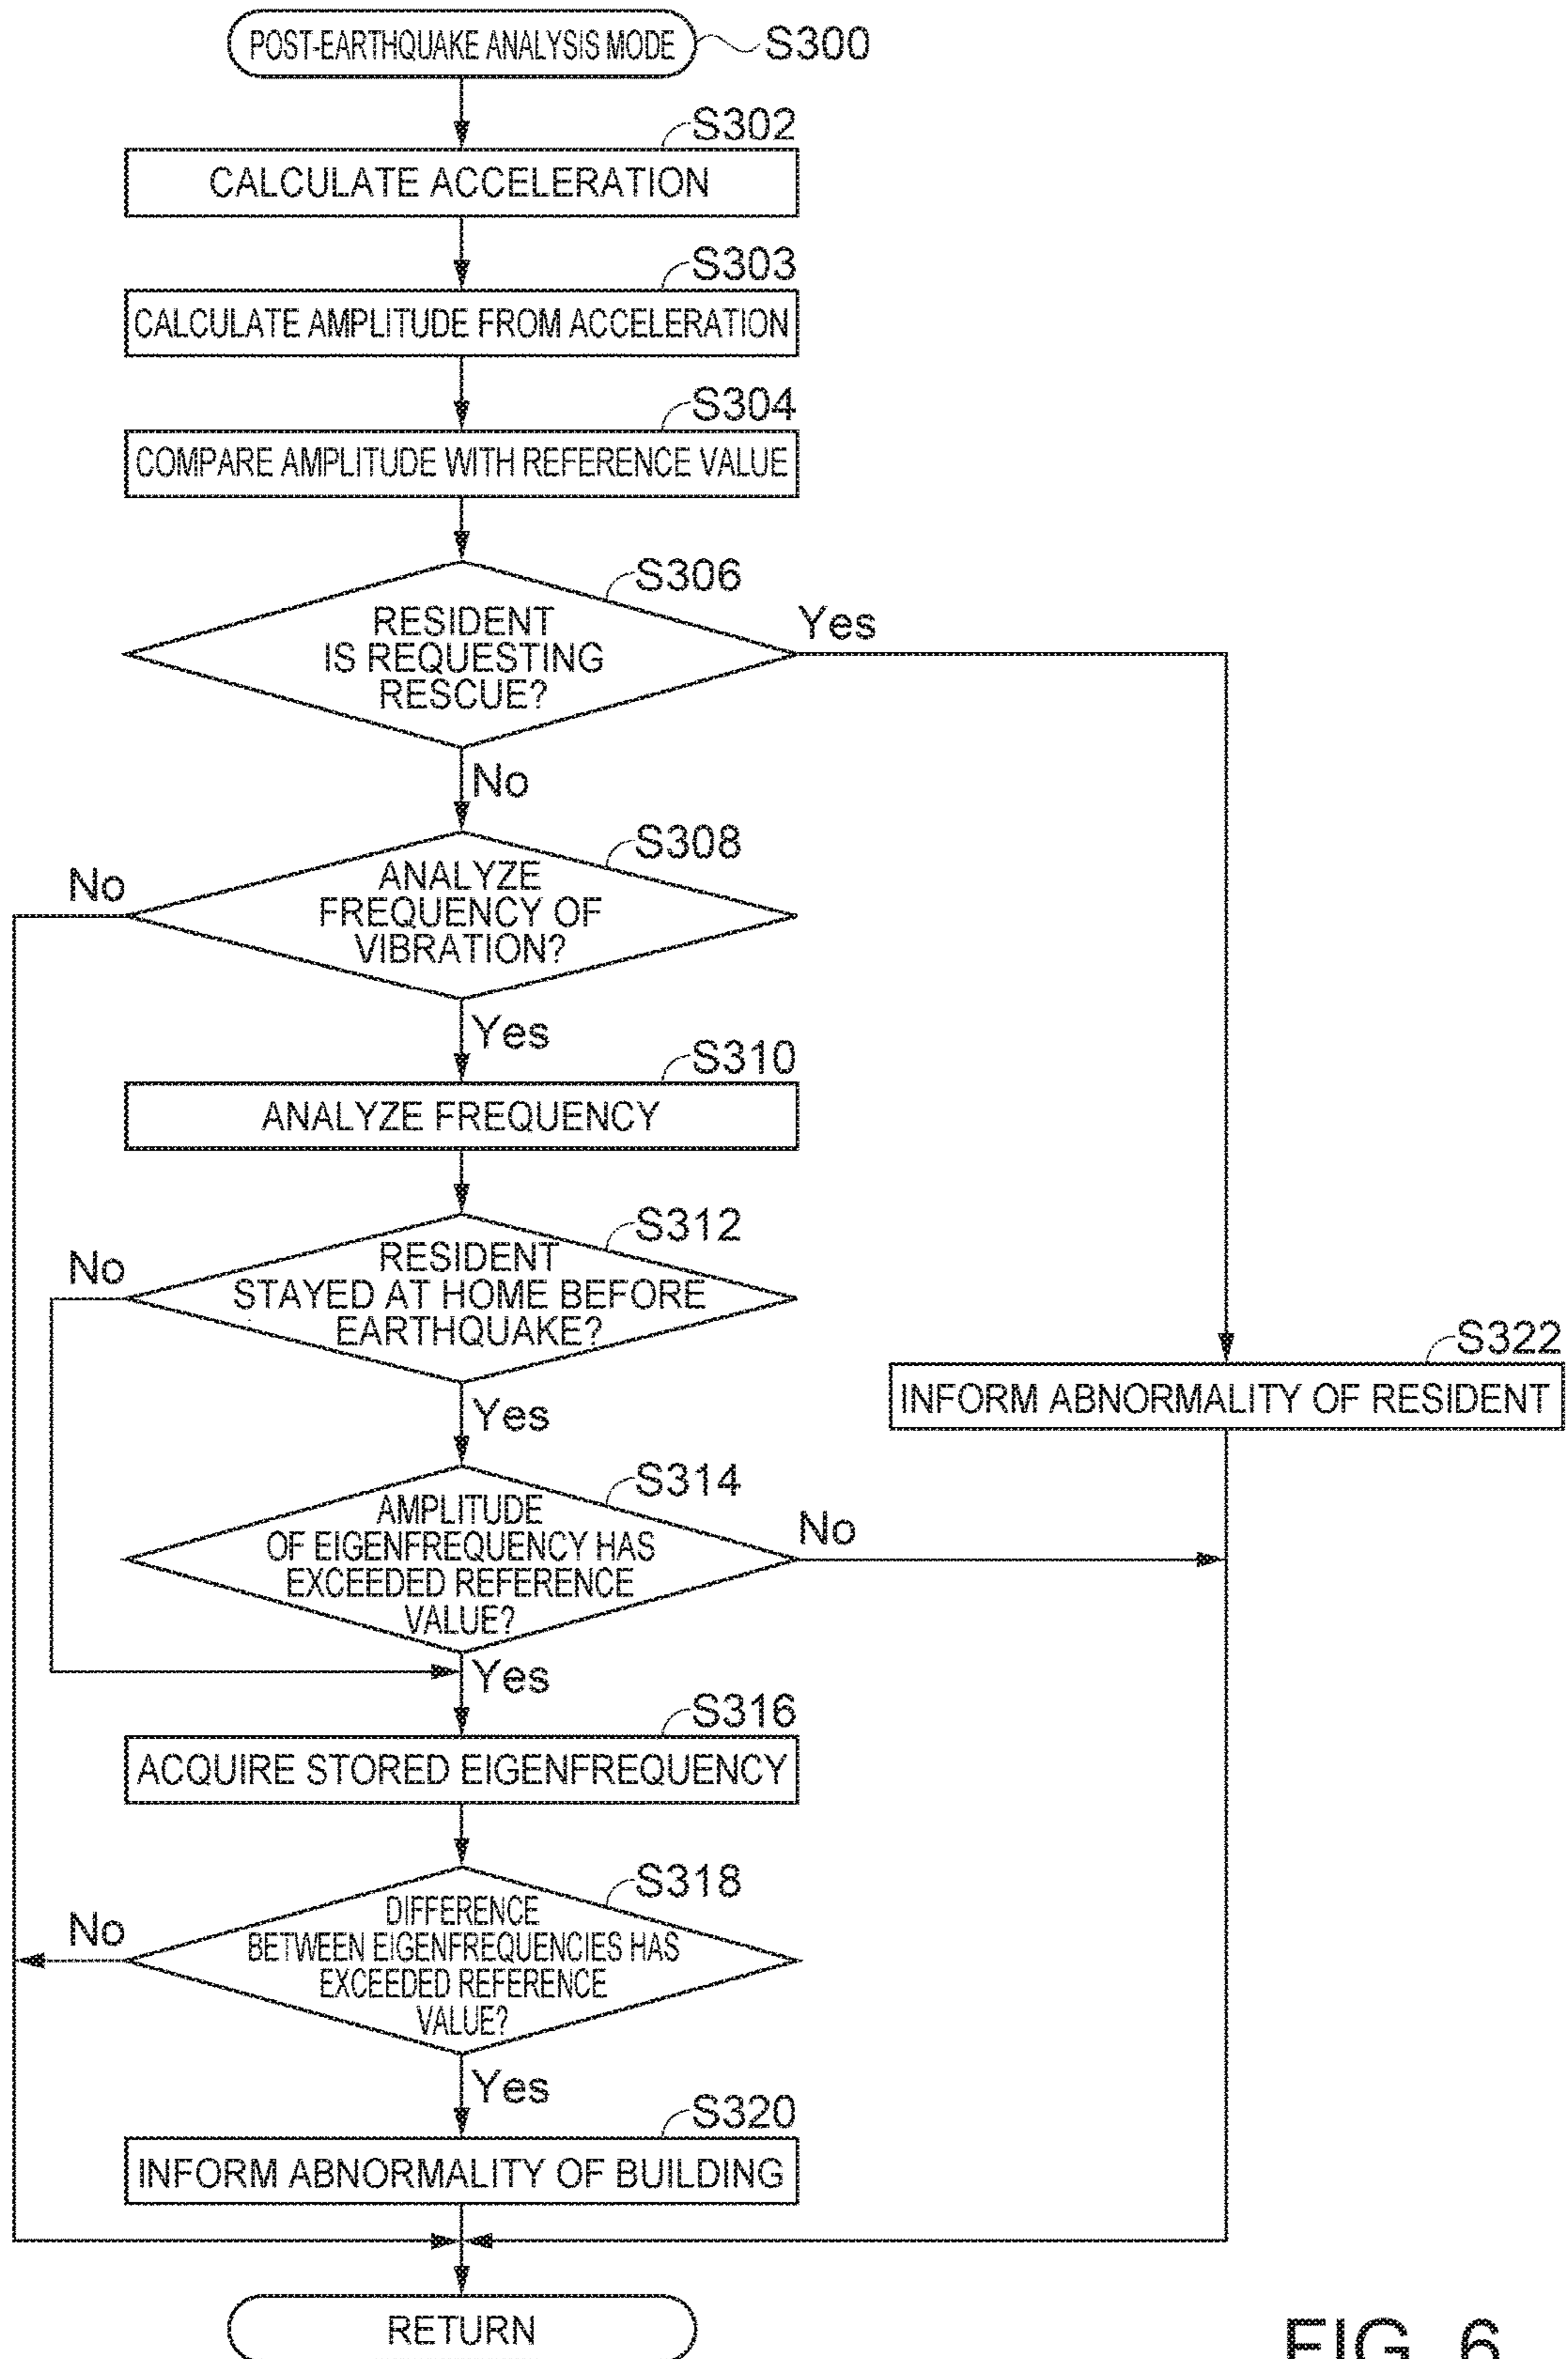 POST-EARTHQUAKE ANALYSIS MODE
S300
S302
CALCULATE ACCELERATION
S303
CALCULATE AMPLITUDE FROM ACCELERATION
S304
COMPARE AMPLITUDE WITH REFERENCE VALUE
S306
RESIDENT
IS REQUESTING
RESCUE?
Yes
No
S308
ANALYZE
FREQUENCY OF
VIBRATION?
No
Yes
S310
ANALYZE FREQUENCY
S312
RESIDENT
STAYED AT HOME BEFORE
EARTHQUAKE?
No
Yes
S322
INFORM ABNORMALITY OF RESIDENT
S314
AMPLITUDE
OF EIGENFREQUENCY HAS
EXCEEDED REFERENCE
VALUE?
No
Yes
S316
ACQUIRE STORED EIGENFREQUENCY
S318
DIFFERENCE
BETWEEN EIGENFREQUENCIES HAS
EXCEEDED REFERENCE
VALUE?
No
Yes
S320
INFORM ABNORMALITY OF BUILDING
RETURN
FIG. 6